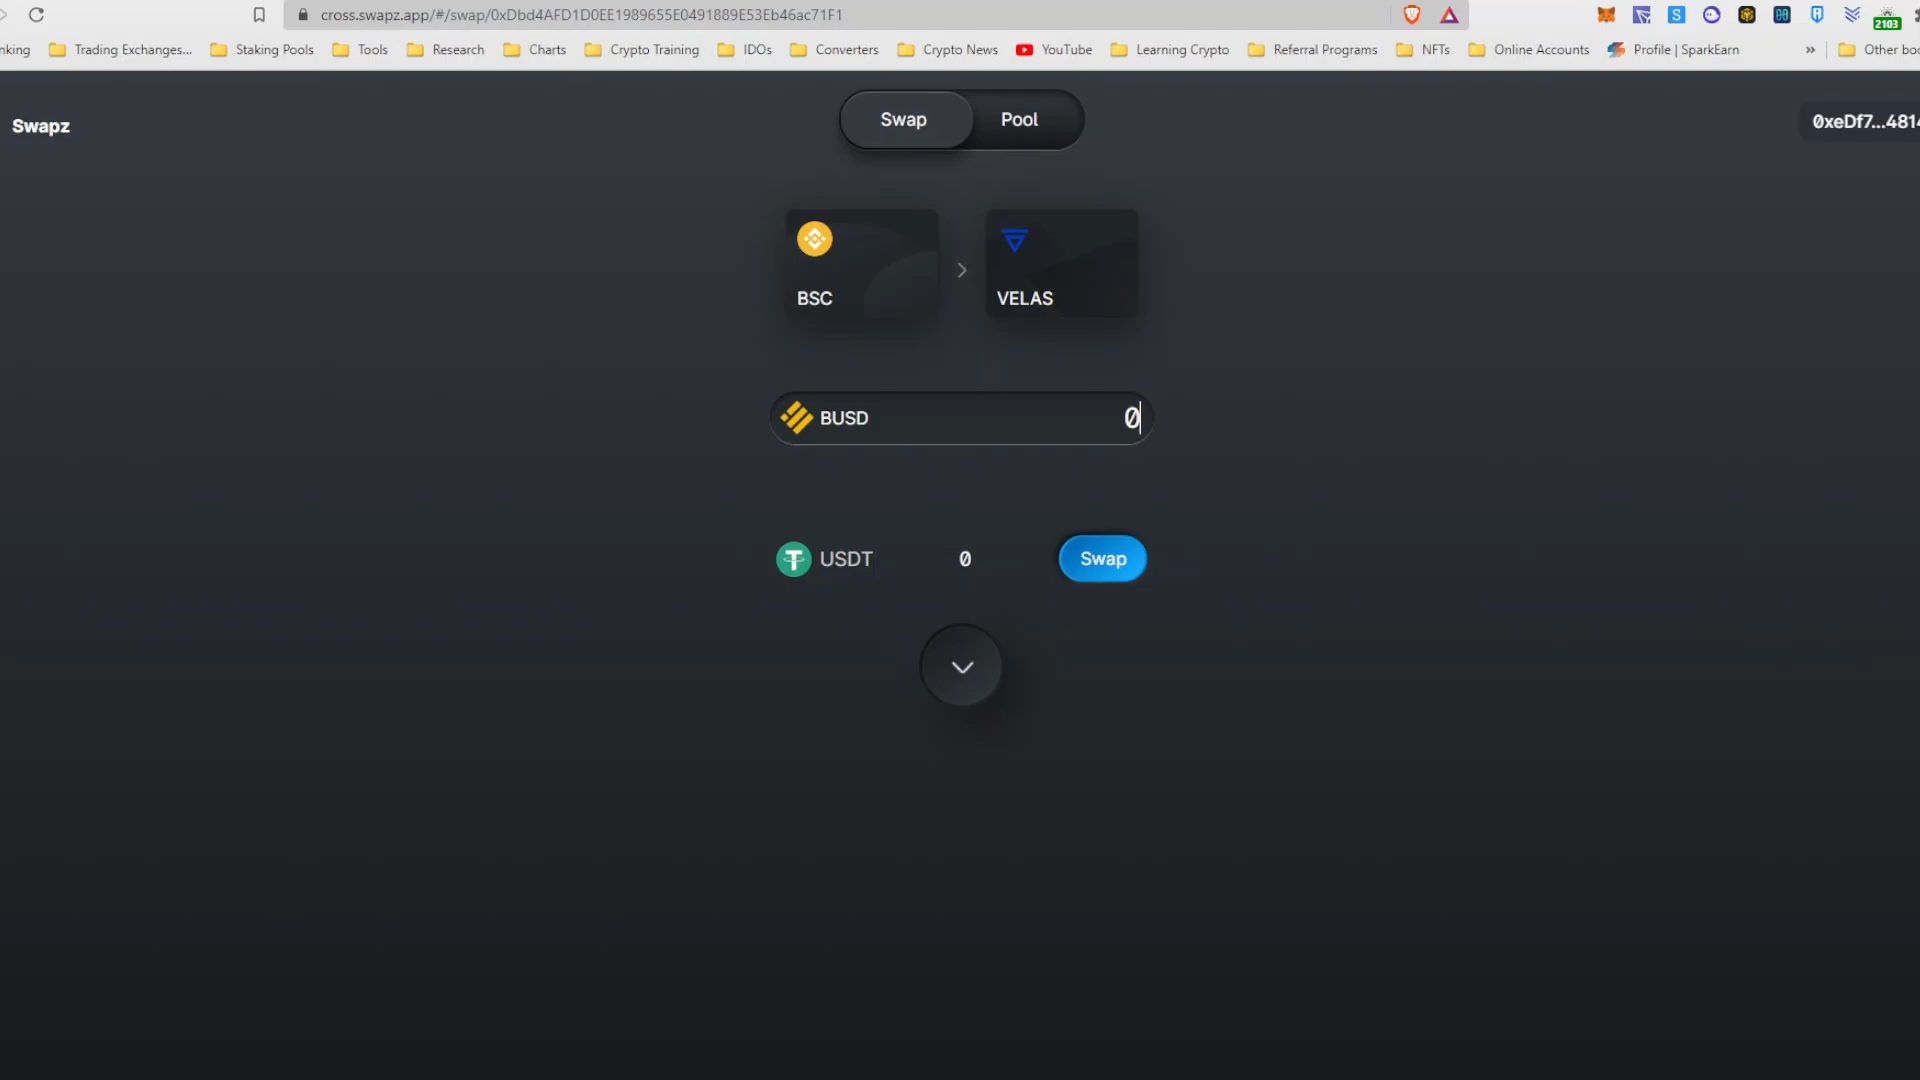 cross.swapz.app/#/swap/0xDbd4AFD1D0EE1989655E0491889E53Eb46ac71F1
2103
nking Trading Exchanges... Staking Pools Tools Research Charts Crypto Training IDOs Converters Crypto News YouTube Learning Crypto Referral Programs NFTs Online Accounts Profile | SparkEarn » Other boo
Swapz
Swap Pool
0xeDf7...4814
BSC > VELAS
BUSD 0
USDT 0 Swap